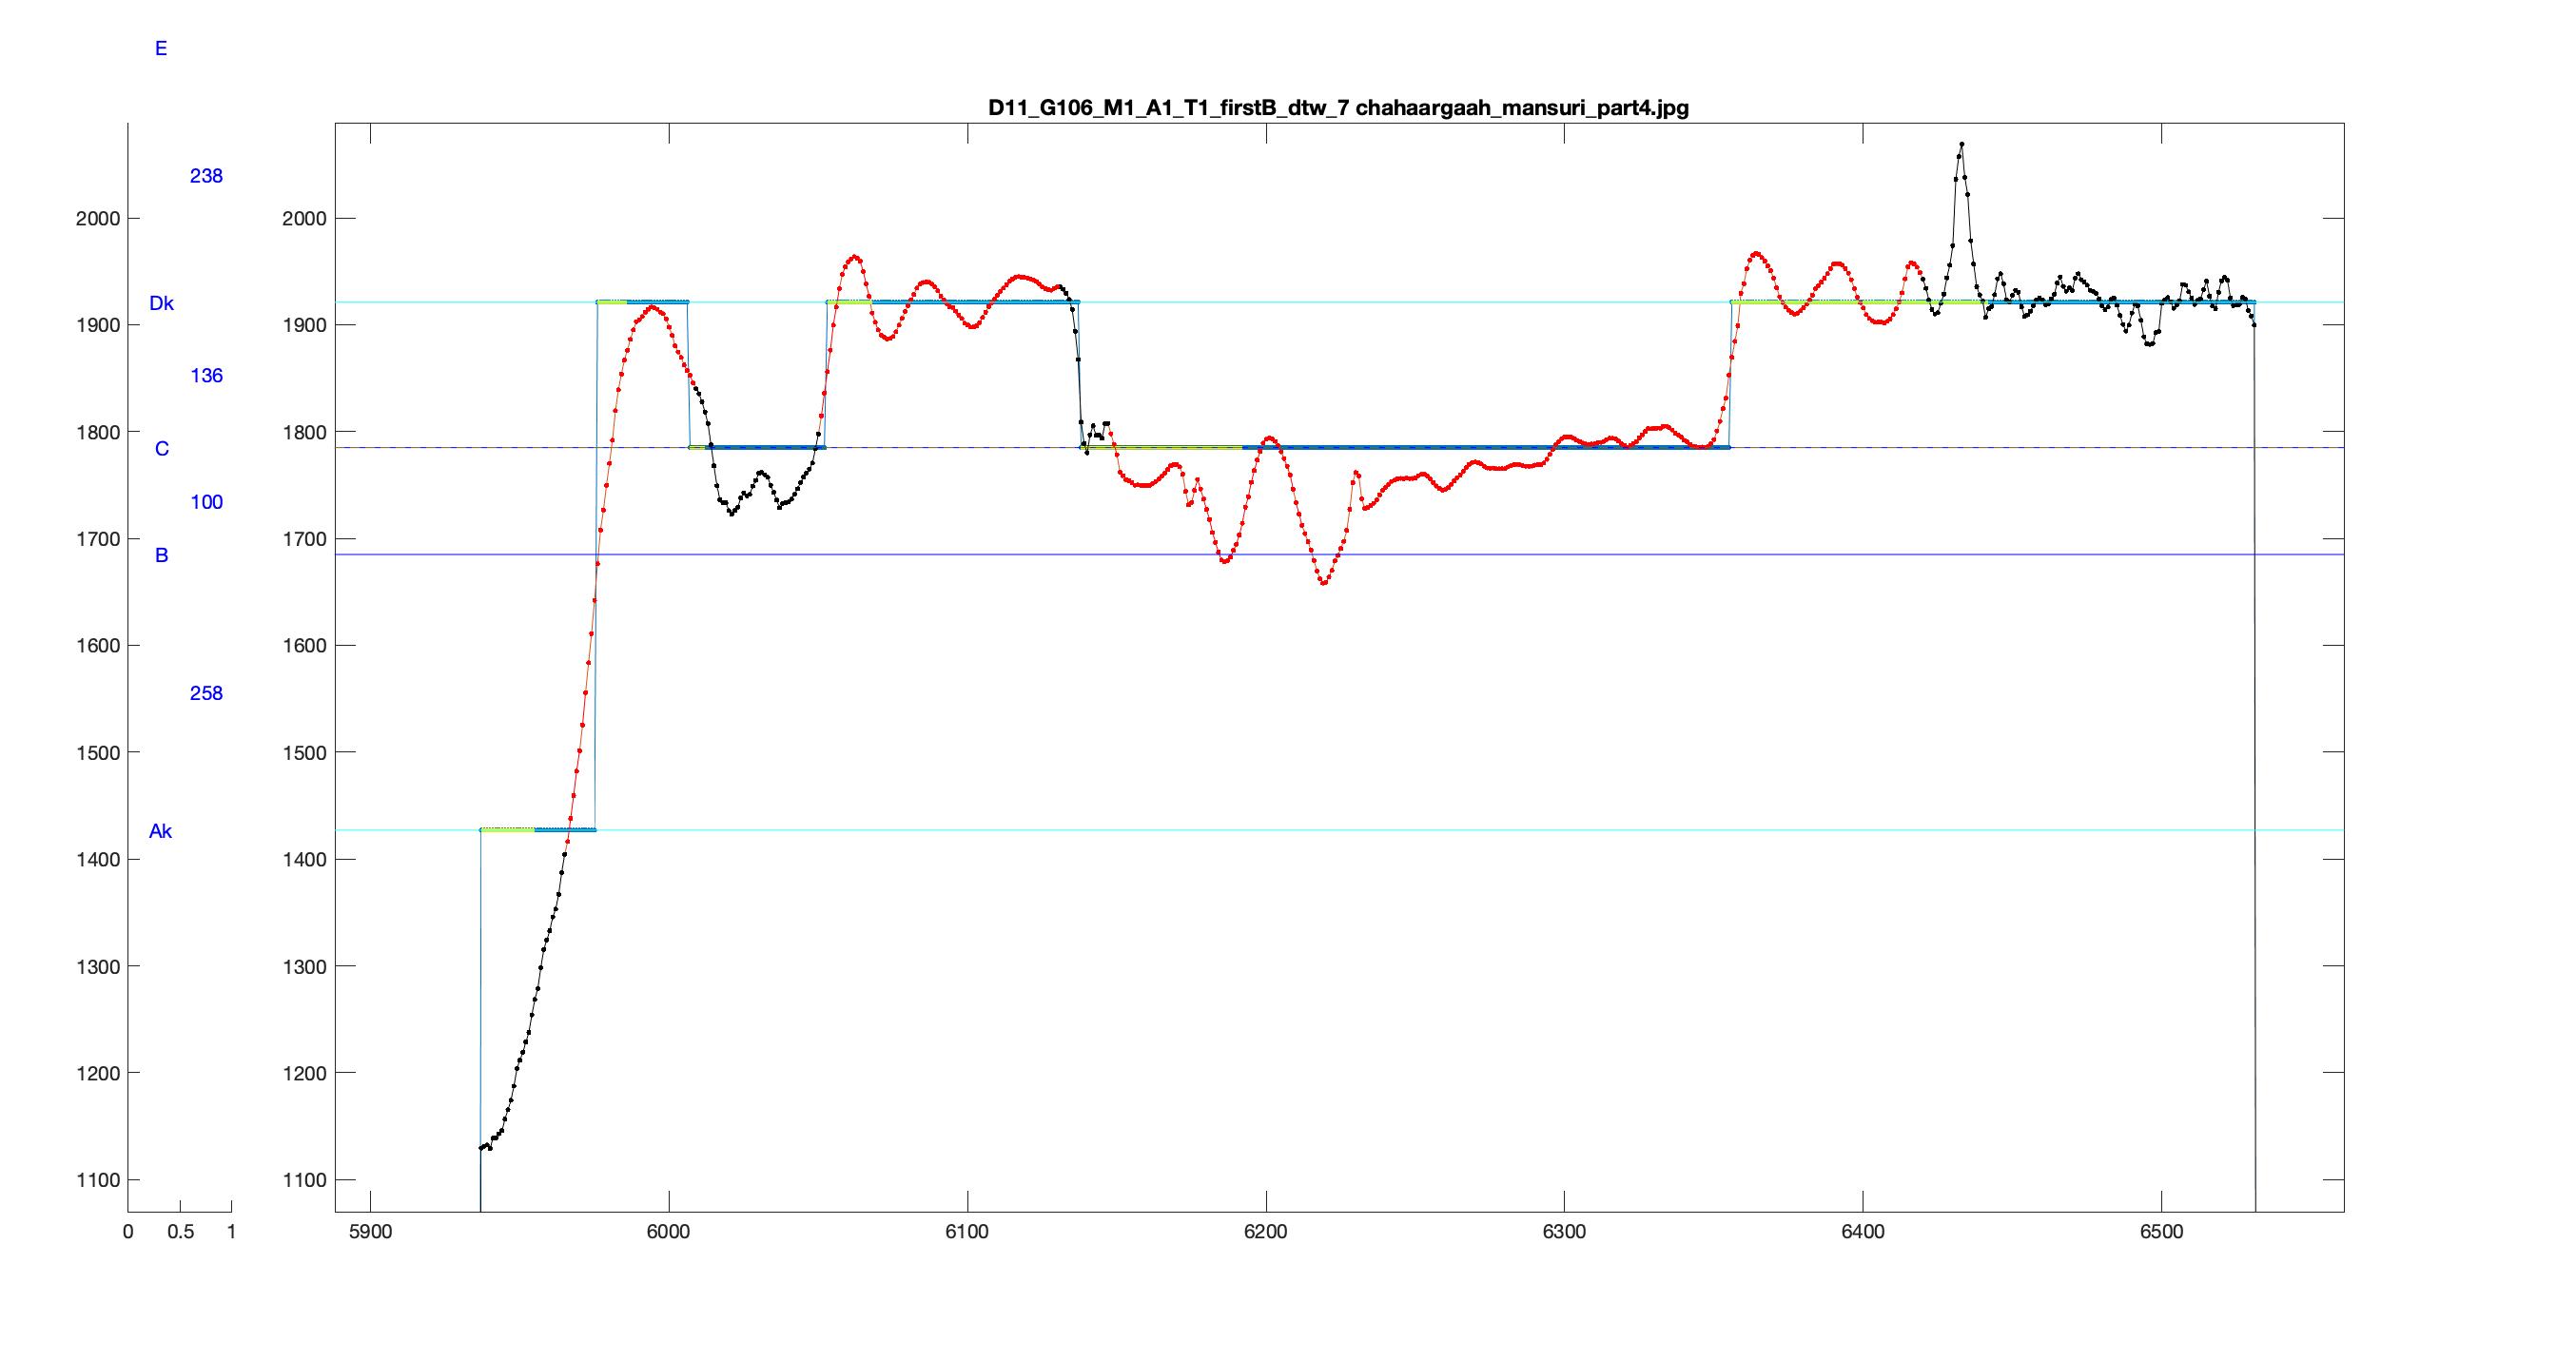 E
D11_G106_M1_A1_T1_firstB_dtw_7 chahaargaah_mansuri_part4.jpg
238
2000 2000
Dk
1900 1900
136
1800 1800
C
100
1700 1700
B
1600 1600
258
1500 1500
Ak
1400 1400
1300 1300
1200 1200
1100 1100
0 0.5 1 5900 6000 6100 6200 6300 6400 6500